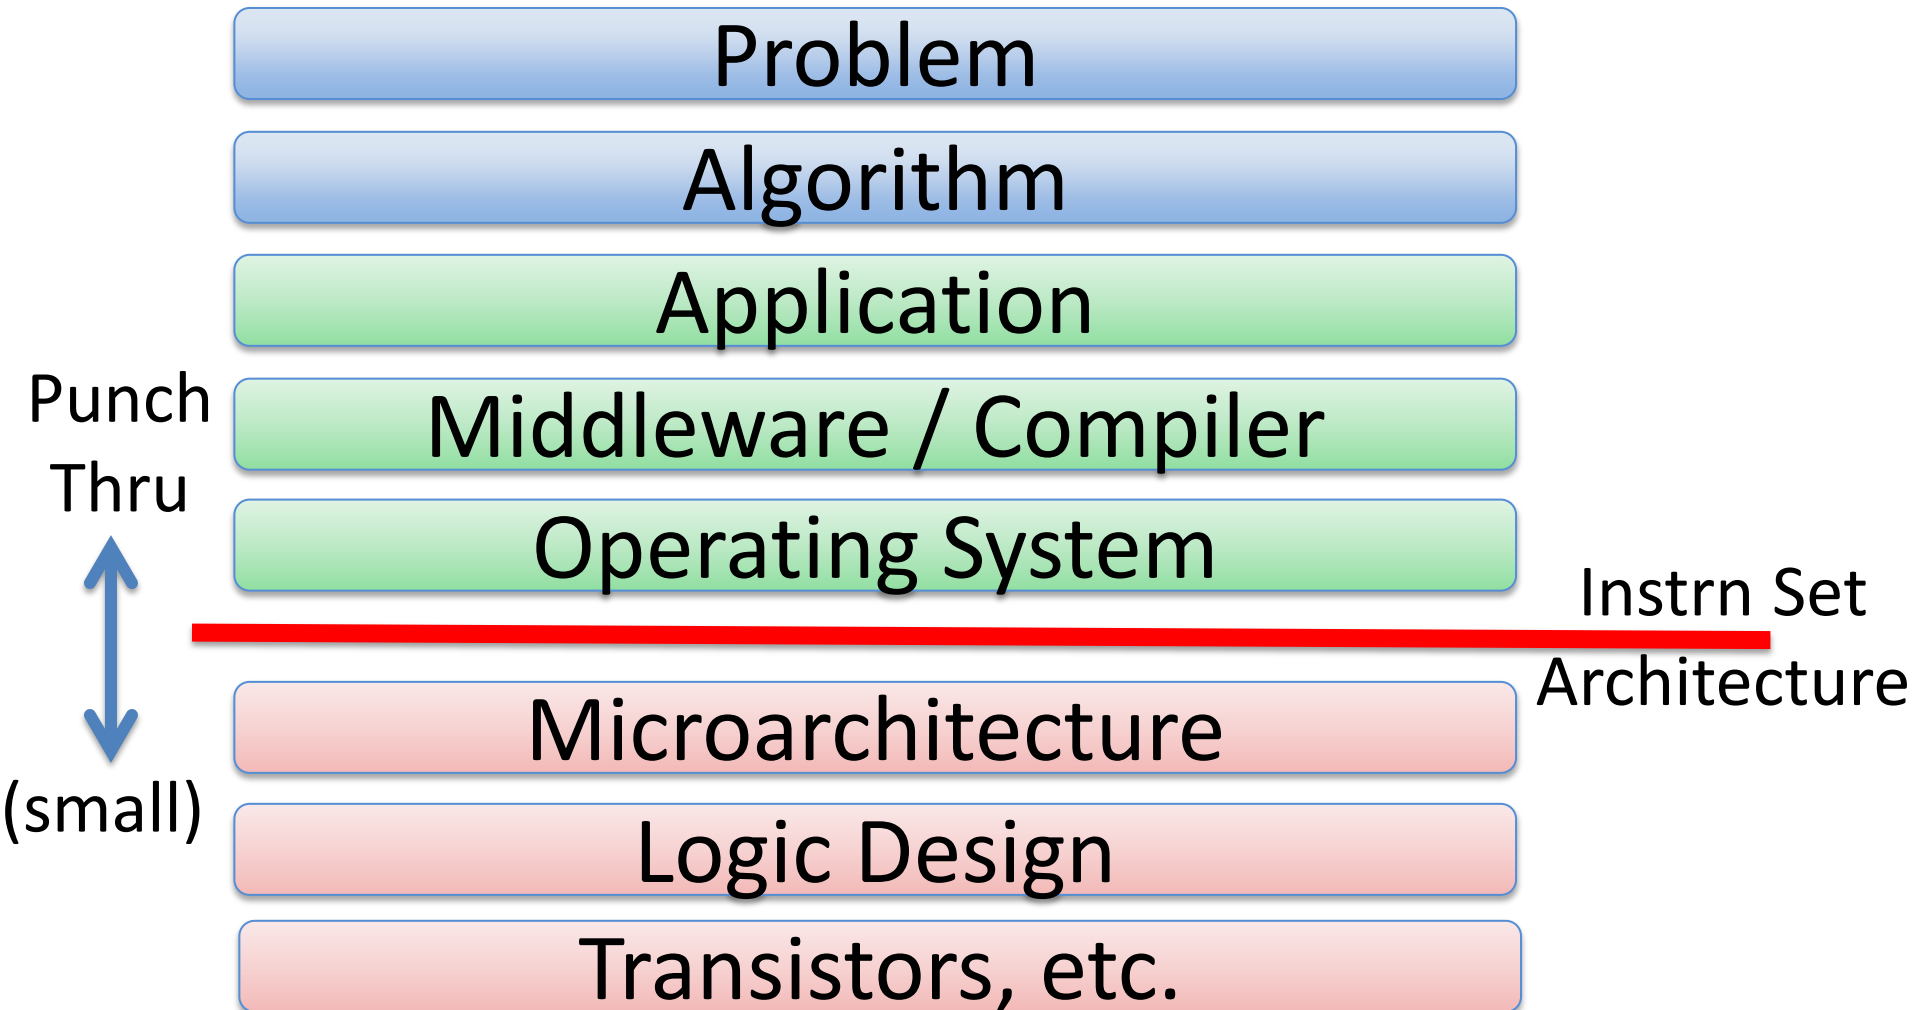 Problem
Algorithm
Application
Middleware / Compiler
Operating System
Punch
Thru
(small)
Instrn Set
Architecture
Microarchitecture
Logic Design
Transistors, etc.